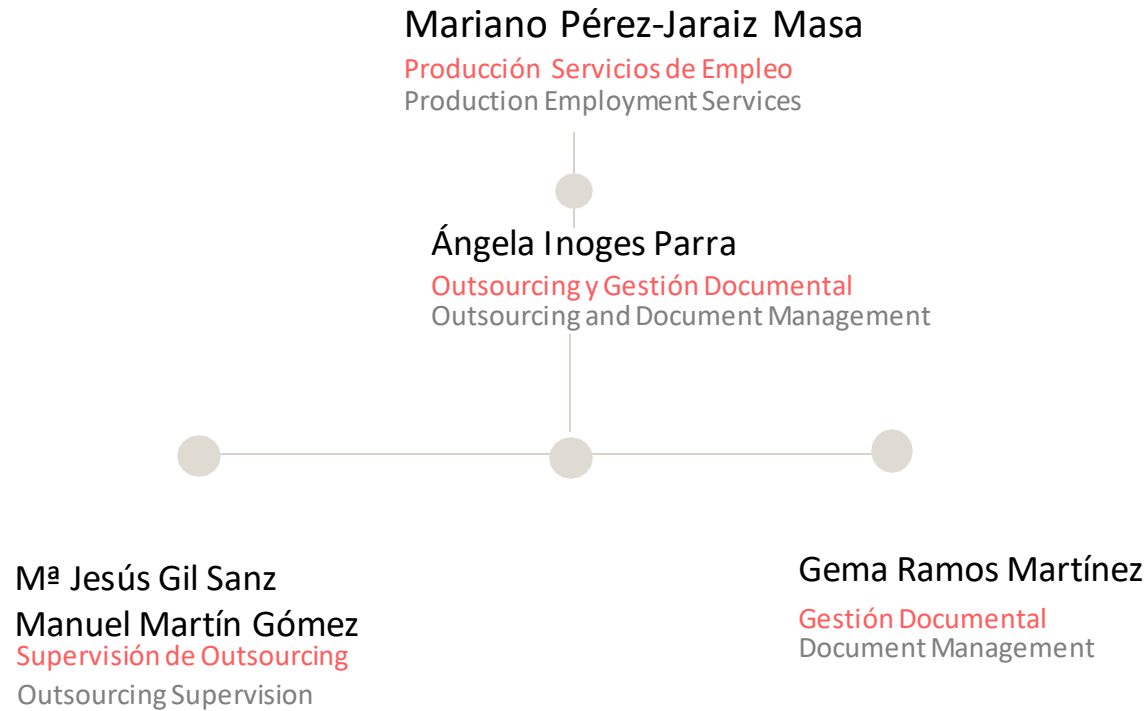 Mariano Pérez-Jaraiz Masa
Producción Servicios de Empleo
Production Employment Services
Ángela Inoges Parra
Outsourcing y Gestión Documental
Outsourcing and Document Management
Mª Jesús Gil Sanz
Manuel Martín Gómez
Supervisión de Outsourcing
Outsourcing Supervision
Gema Ramos Martínez
Gestión Documental
Document Management